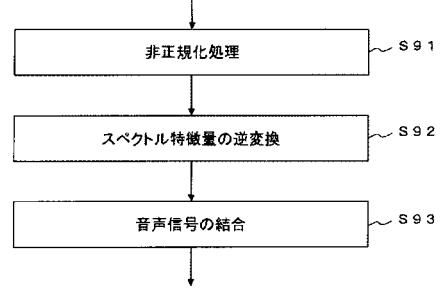 非正規化処理
S91
スペクトル特徴量の逆変換
S92
音声信号の結合
S93